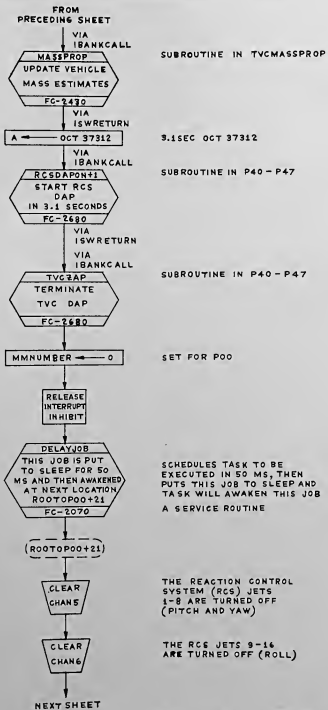 FROM
PRECEDING SHEET
VIA
IBANKCALL
MASSPROP
SUBROUTINE IN TVCMASSPROP
UPDATE VEHICLE
MASS ESTIMATES
FC-2430
VIA
ISWRETURN
A ← OCT 37312
3.1SEC OCT 37312
VIA
IBANKCALL
RCSDAPON+1
SUBROUTINE IN P40-P47
START RCS
DAP
IN 3.1 SECONDS
FC-2680
VIA
ISWRETURN
VIA
IBANKCALL
TVCZAP
SUBROUTINE IN P40-P47
TERMINATE
TVC DAP
FC-2680
MMNUMBER ← 0
SET FOR POO
RELEASE
INTERRUPT
INHIBIT
DELAYJOB
THIS JOB IS PUT
TO SLEEP FOR 50
MS AND THEN AWAKENED
AT NEXT LOCATION,
ROOTOPOO+21
FC-2070
SCHEDULES TASK TO BE
EXECUTED IN 50 MS, THEN
PUTS THIS JOB TO SLEEP AND
TASK WILL AWAKEN THIS JOB
A SERVICE ROUTINE
(ROOTOPOO+21)
CLEAR
CHAN5
THE REACTION CONTROL
SYSTEM (RCS) JETS
1-8 ARE TURNED OFF
(PITCH AND YAW)
CLEAR
CHAN6
THE RCS JETS 9-16
ARE TURNED OFF (ROLL)
NEXT SHEET